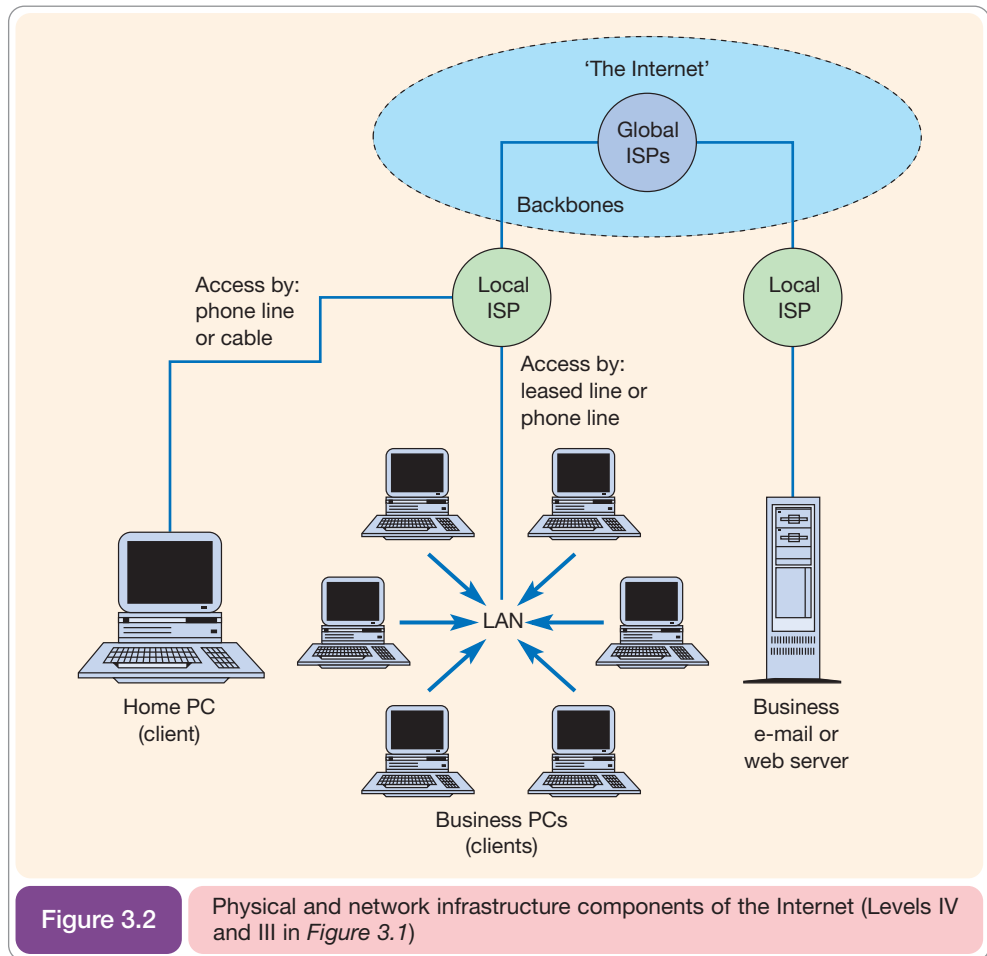 ‘The Internet’
Global
ISPs
Backbones
Local
ISP
Local
ISP
Access by:
phone line
or cable
Access by:
leased line or
phone line
LAN
Home PC
(client)
Business
e-mail or
web server
Business PCs
(clients)
Figure 3.2
Physical and network infrastructure components of the Internet (Levels IV
and III in Figure 3.1)